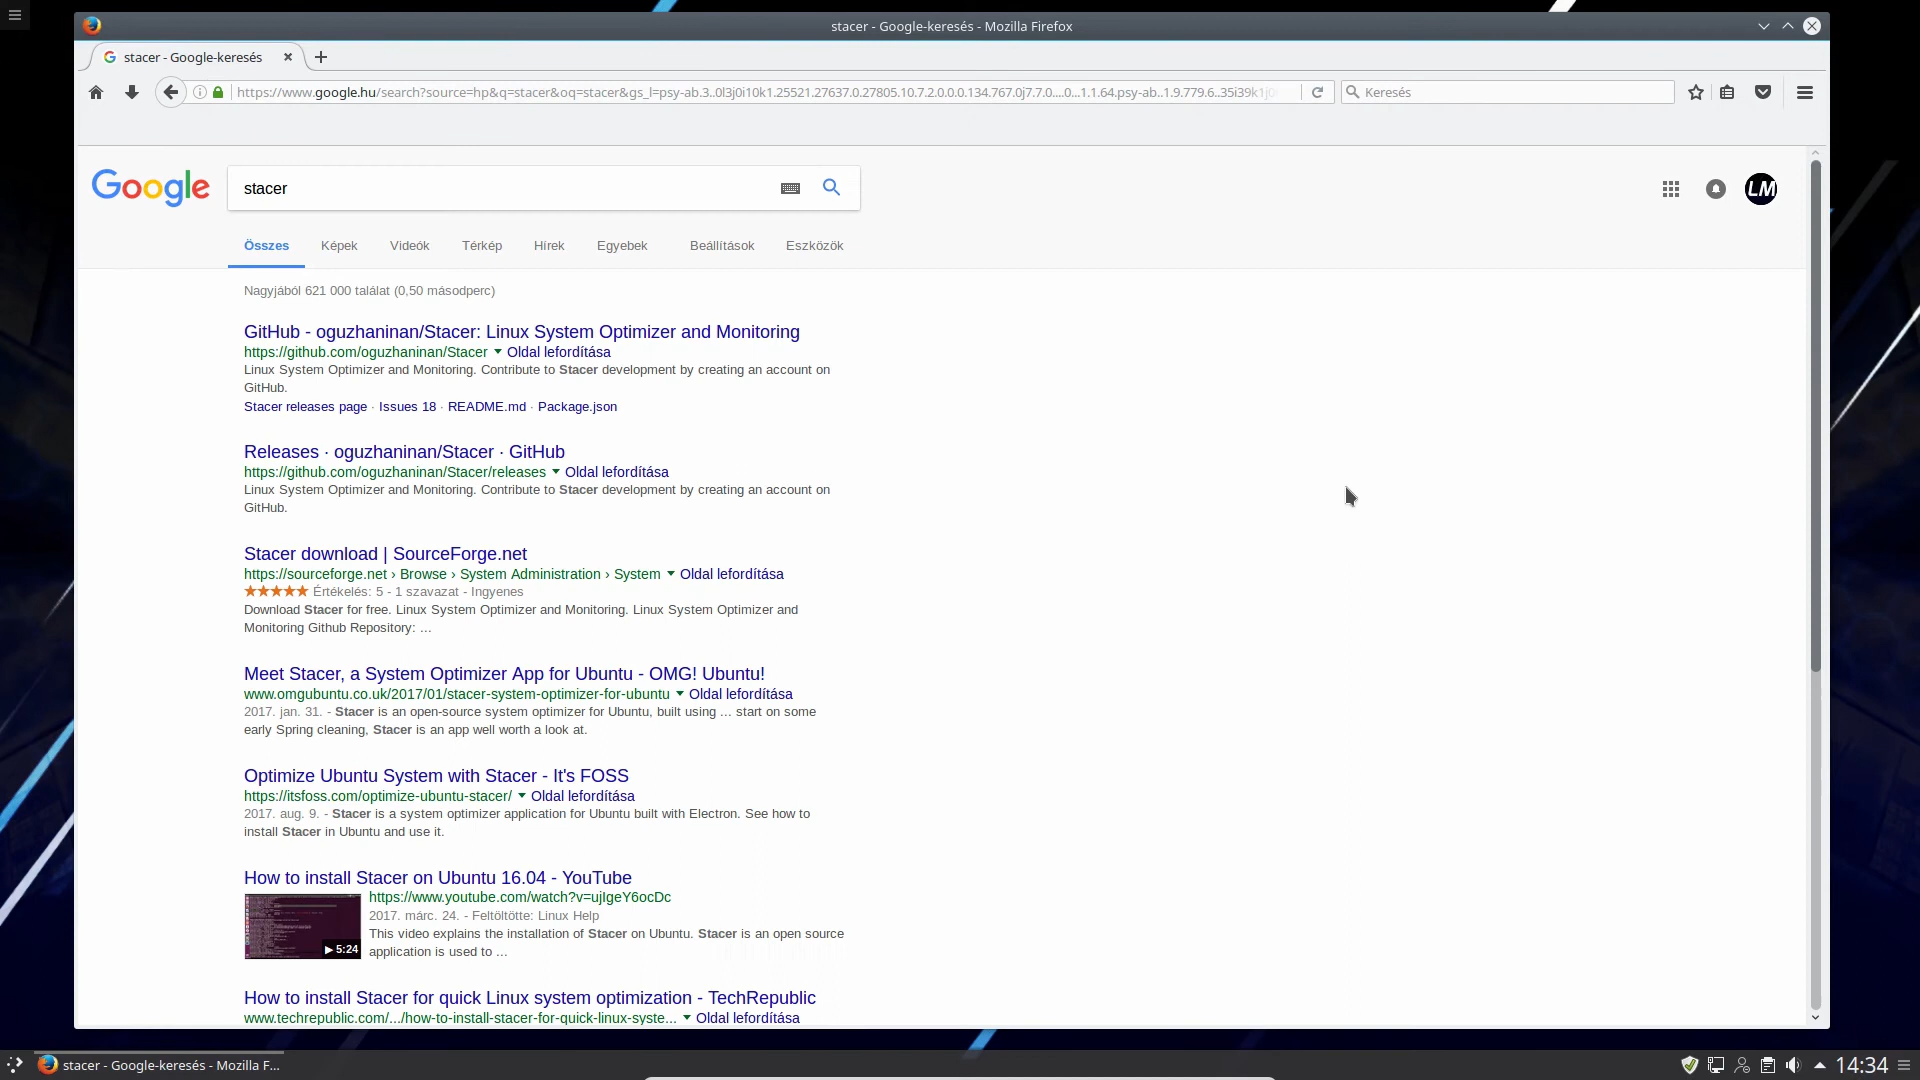 stacer - Google-keresés - Mozilla Firefox
stacer - Google-keresés
https://www.google.hu/search?source=hp&q=stacer&oq=stacer&gs_l=psy-ab.3..0l3j0i10k1.25521.27637.0.27805.10.7.2.0.0.0.134.767.0j7.7.0....0...1.1.64.psy-ab..1.9.779.6..35i39k1j0
Keresés
Google
stacer
LM
Összes Képek Videók Térkép Hírek Egyebek Beállítások Eszközök
Nagyjából 621 000 találat (0,50 másodperc)
GitHub - oguzhaninan/Stacer: Linux System Optimizer and Monitoring
https://github.com/oguzhaninan/Stacer Oldal lefordítása
Linux System Optimizer and Monitoring. Contribute to Stacer development by creating an account on
GitHub.
Stacer releases page · Issues 18 · README.md · Package.json
Releases · oguzhaninan/Stacer · GitHub
https://github.com/oguzhaninan/Stacer/releases Oldal lefordítása
Linux System Optimizer and Monitoring. Contribute to Stacer development by creating an account on
GitHub.
Stacer download | SourceForge.net
https://sourceforge.net › Browse › System Administration › System Oldal lefordítása
★★★★★ Értékelés: 5 - 1 szavazat - Ingyenes
Download Stacer for free. Linux System Optimizer and Monitoring. Linux System Optimizer and
Monitoring Github Repository: ...
Meet Stacer, a System Optimizer App for Ubuntu - OMG! Ubuntu!
www.omgubuntu.co.uk/2017/01/stacer-system-optimizer-for-ubuntu Oldal lefordítása
2017. jan. 31. - Stacer is an open-source system optimizer for Ubuntu, built using ... start on some
early Spring cleaning, Stacer is an app well worth a look at.
Optimize Ubuntu System with Stacer - It's FOSS
https://itsfoss.com/optimize-ubuntu-stacer/ Oldal lefordítása
2017. aug. 9. - Stacer is a system optimizer application for Ubuntu built with Electron. See how to
install Stacer in Ubuntu and use it.
How to install Stacer on Ubuntu 16.04 - YouTube
https://www.youtube.com/watch?v=ujIgeY6ocDc
2017. márc. 24. - Feltöltötte: Linux Help
This video explains the installation of Stacer on Ubuntu. Stacer is an open source
application is used to ...
5:24
How to install Stacer for quick Linux system optimization - TechRepublic
www.techrepublic.com/.../how-to-install-stacer-for-quick-linux-syste... Oldal lefordítása
stacer - Google-keresés - Mozilla F...
14:34